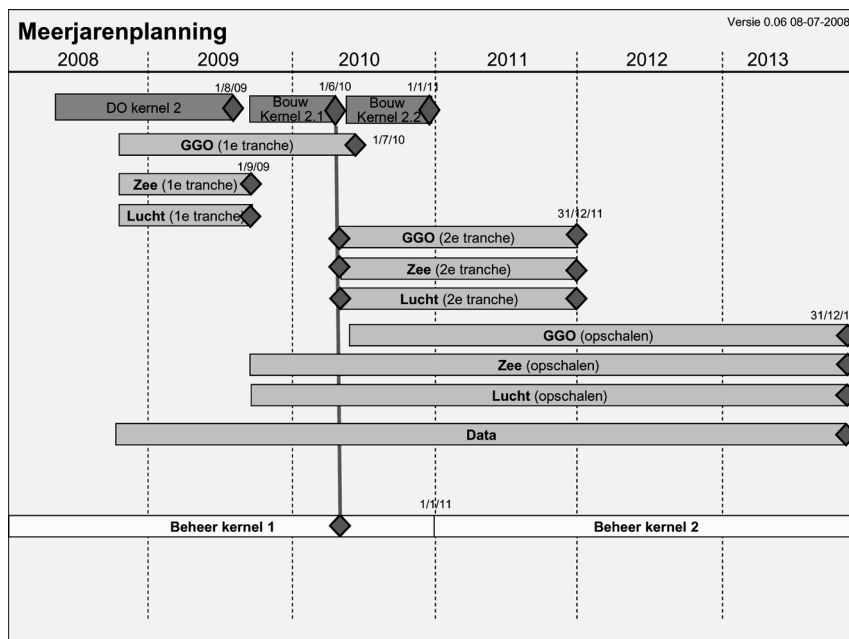 Versie 0.06 08-07-2008
Meerjarenplanning
2008 2009 2010 2011 2012 2013
1/8/09 1/6/10 1/1/11
DO kernel 2
Bouw
Kernel 2.1
Bouw
Kernel 2.2
GGO (1e tranche) 1/7/10
1/9/09
Zee (1e tranche)
Lucht (1e tranche
31/12/11
GGO (2e tranche)
Zee (2e tranche)
Lucht (2e tranche)
31/12/1
GGO (opschalen)
Zee (opschalen)
Lucht (opschalen)
Data
1/1/11
Beheer kernel 1 Beheer kernel 2